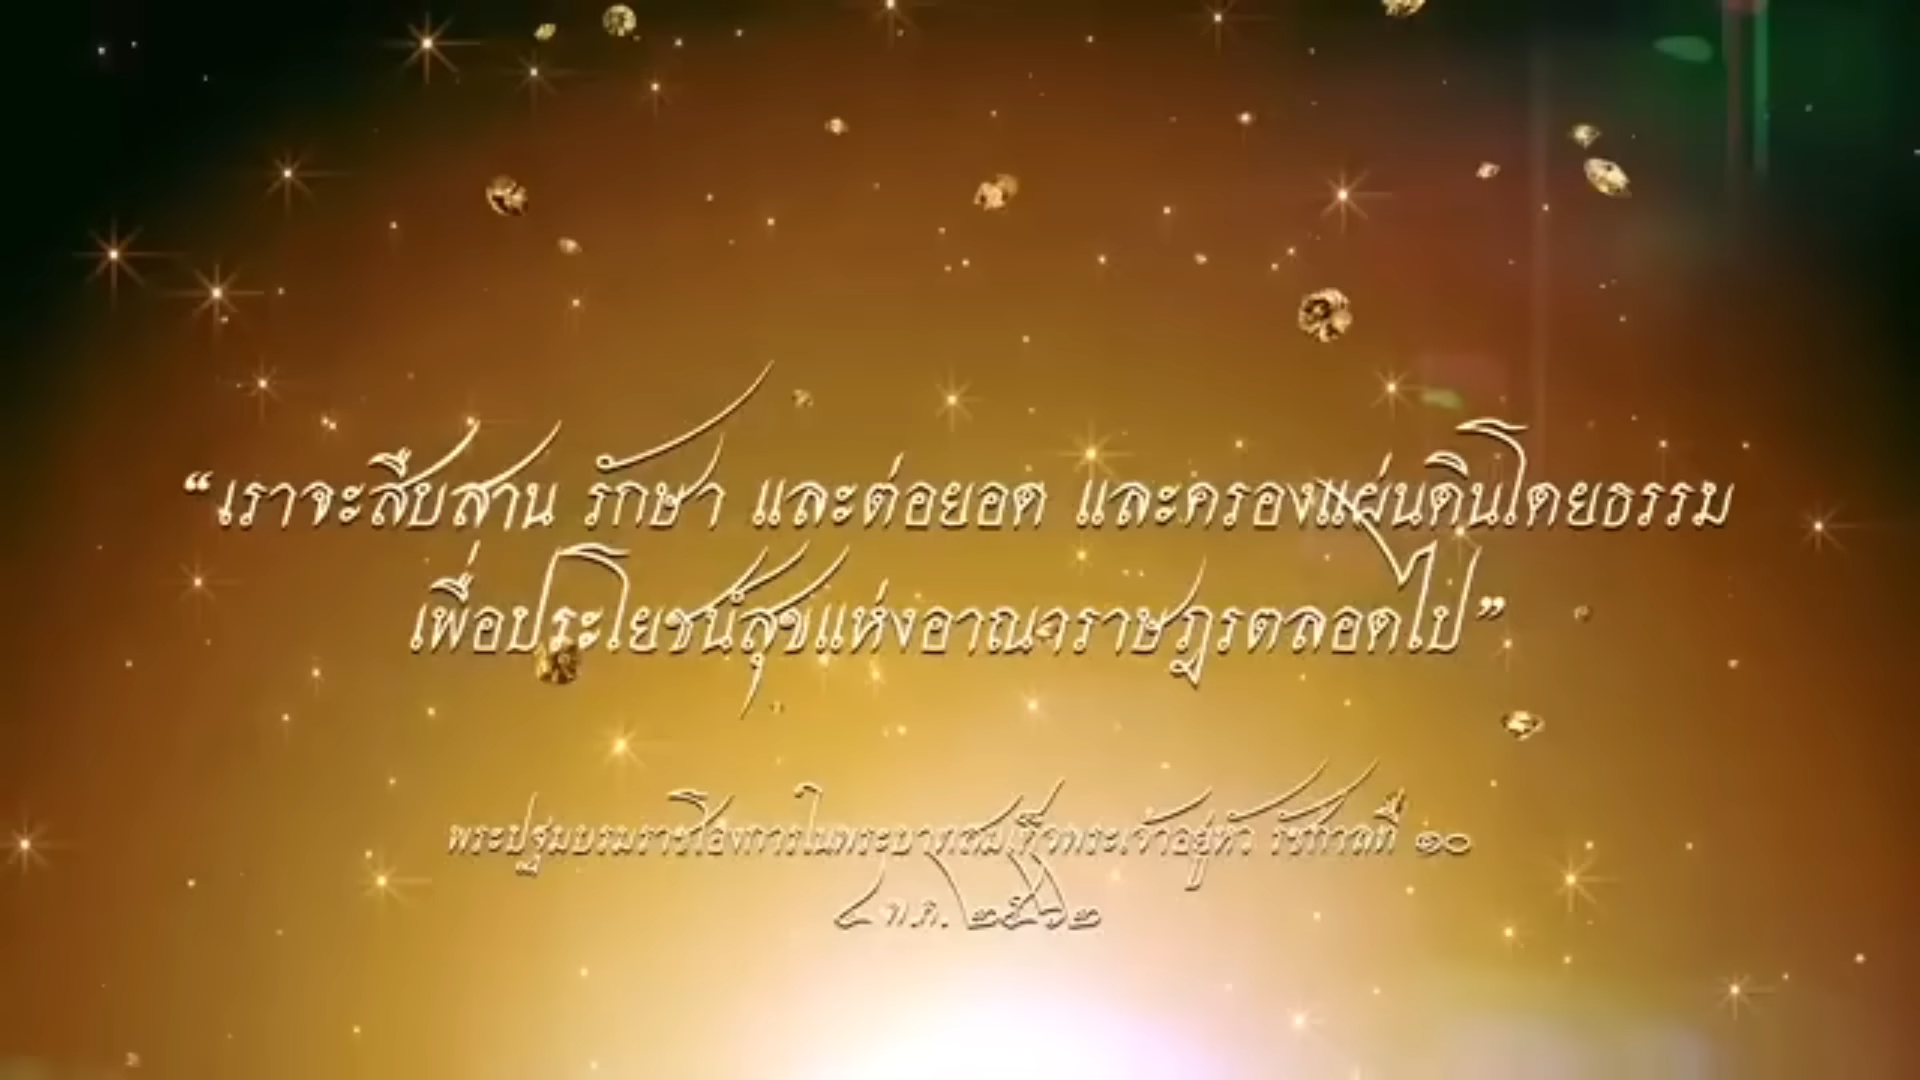 “เราจะสืบสาน รักษา และต่อยอด และครองแผ่นดินโดยธรรม
เพื่อประโยชน์สุขแห่งอาณาราษฎรตลอดไป”
พระปฐมบรมราชโองการในพระบาทสมเด็จพระเจ้าอยู่หัว รัชกาลที่ ๑๐
๔ พ.ค. ๒๕๖๒